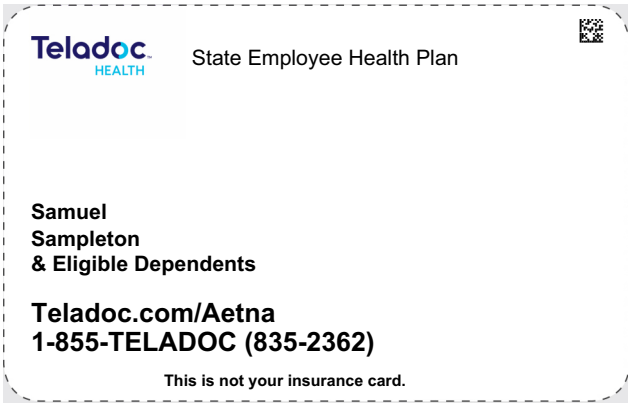 Teladoc™
HEALTH
State Employee Health Plan
Samuel
Sampleton
& Eligible Dependents
Teladoc.com/Aetna
1-855-TELADOC (835-2362)
This is not your insurance card.